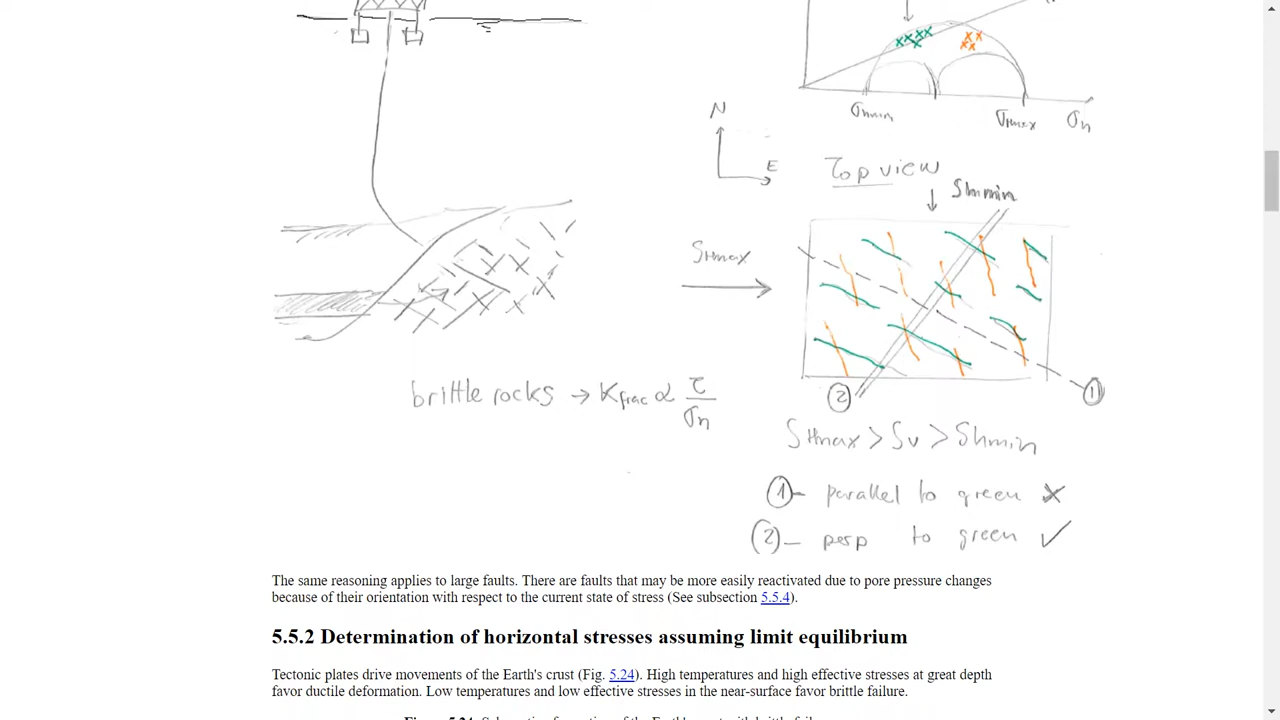 σhmin
σHmax
σn
N
E
Top view
Shmin
SHmax
brittle rocks → Kfrac ∝ τ/σn
②
①
SHmax > Sv > Shmin
①- parallel to green ✗
②- perp to green ✓
The same reasoning applies to large faults. There are faults that may be more easily reactivated due to pore pressure changes
because of their orientation with respect to the current state of stress (See subsection 5.5.4).
5.5.2 Determination of horizontal stresses assuming limit equilibrium
Tectonic plates drive movements of the Earth's crust (Fig. 5.24). High temperatures and high effective stresses at great depth
favor ductile deformation. Low temperatures and low effective stresses in the near-surface favor brittle failure.